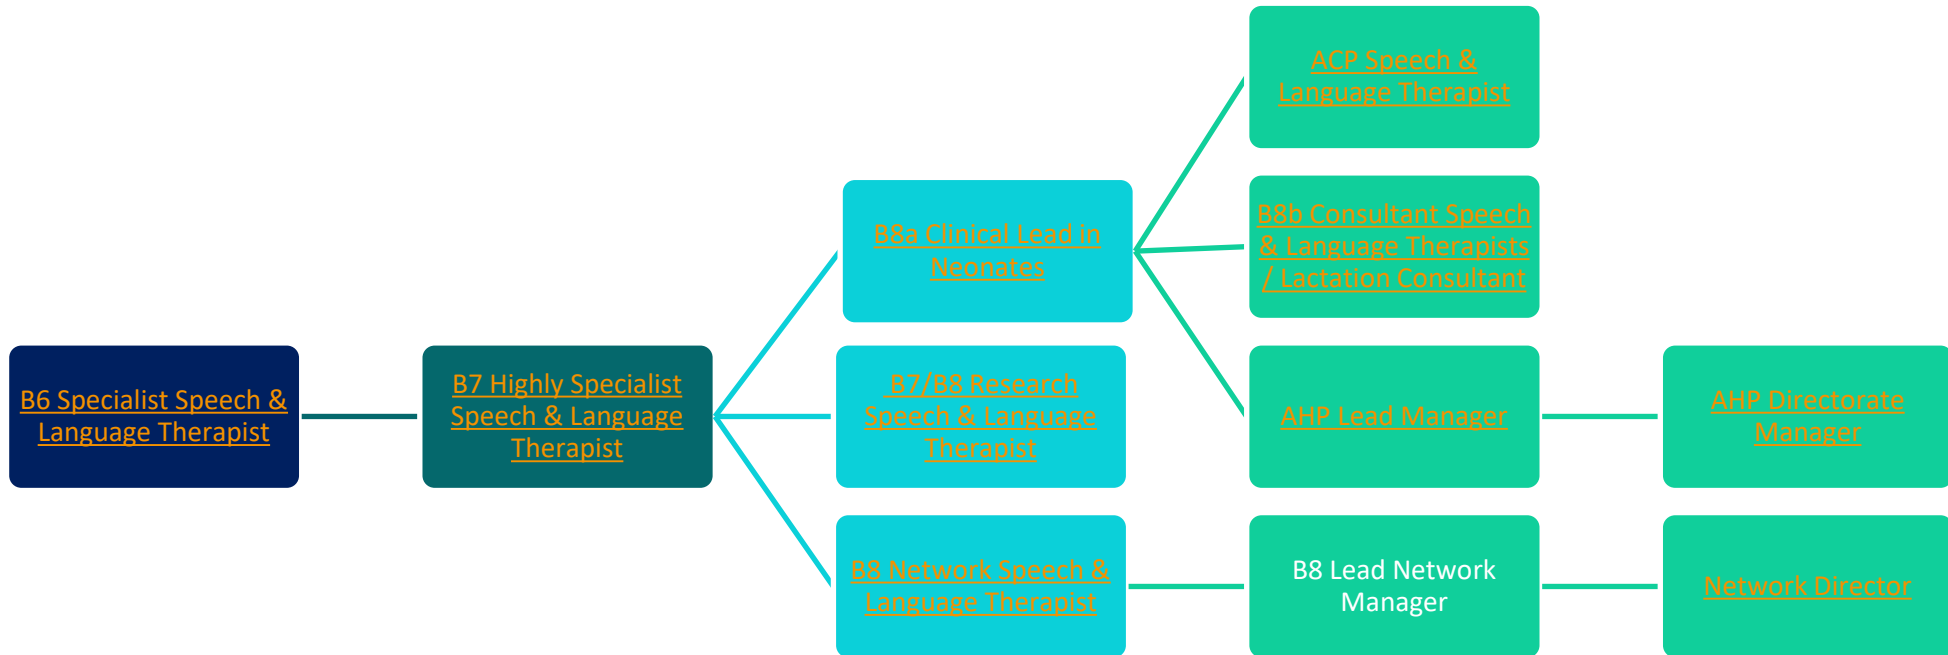 B6 Specialist Speech &
Language Therapist
B7 Highly Specialist
Speech & Language
Therapist
B8a Clinical Lead in
Neonates
B7/B8 Research
Speech & Language
Therapist
B8 Network Speech &
Language Therapist
ACP Speech &
Language Therapist
B8b Consultant Speech
& Language Therapists
/ Lactation Consultant
AHP Lead Manager
B8 Lead Network
Manager
AHP Directorate
Manager
Network Director